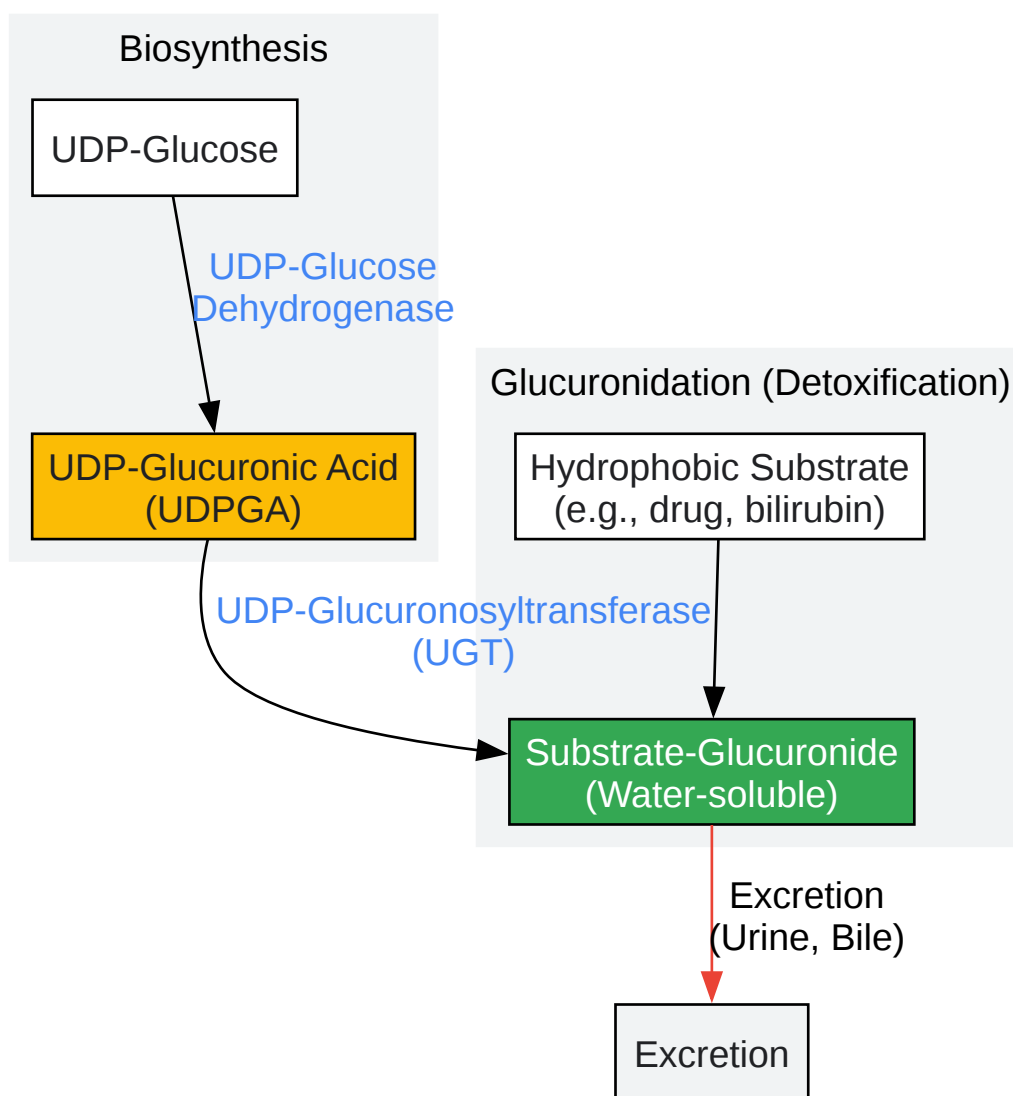 Biosynthesis
UDP-Glucose
UDP-Glucose
Dehydrogenase
Glucuronidation (Detoxification)
UDP-Glucuronic Acid
(UDPGA)
Hydrophobic Substrate
(e.g., drug, bilirubin)
UDP-Glucuronosyltransferase
(UGT)
Substrate-Glucuronide
(Water-soluble)
Excretion
(Urine, Bile)
Excretion